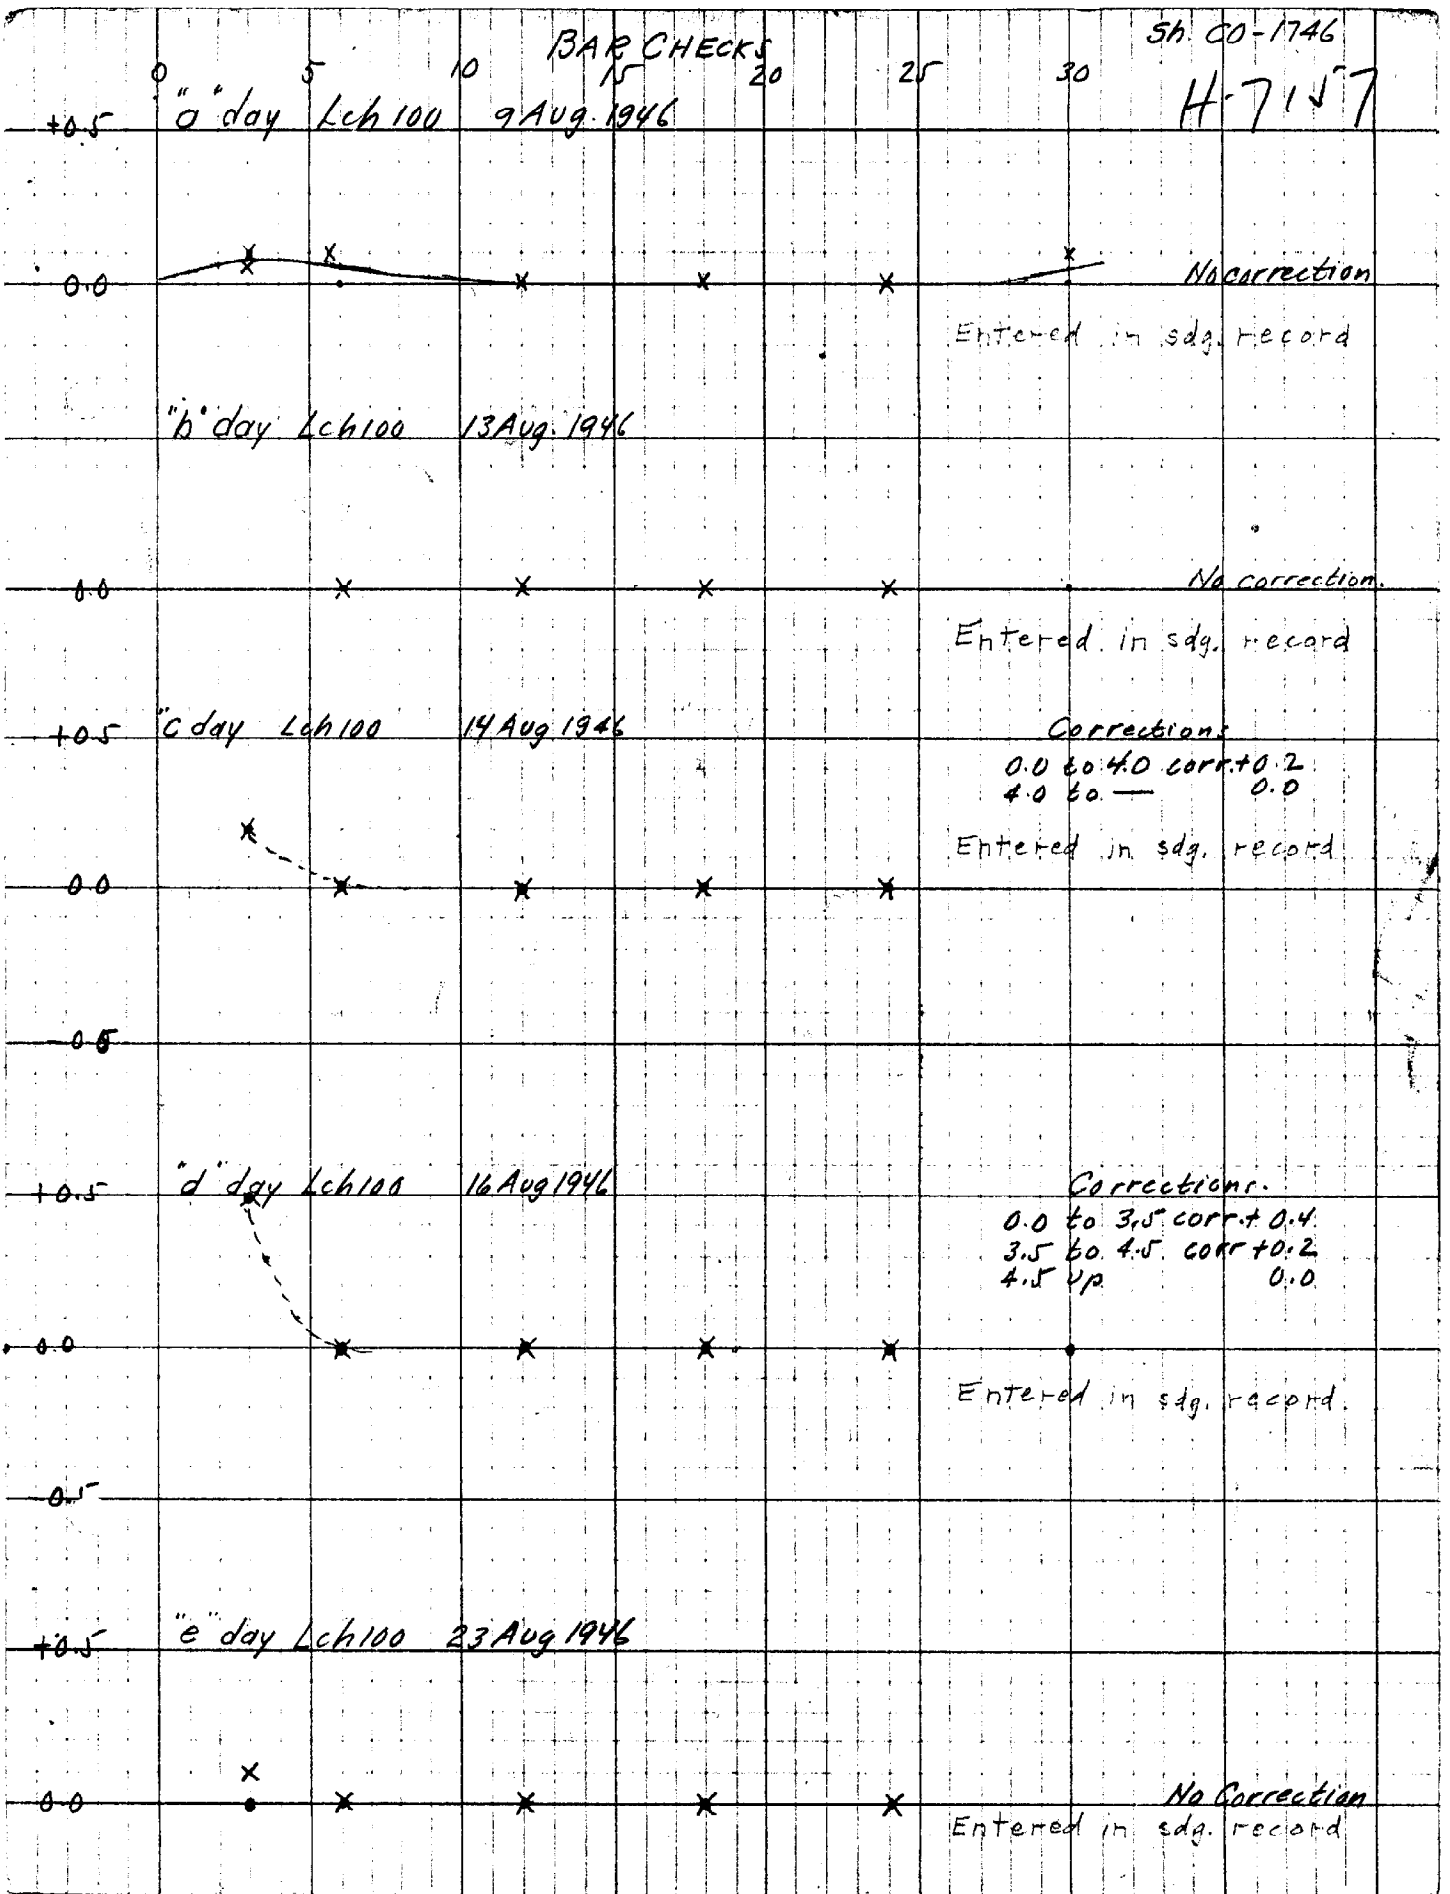 BAR CHECKS
Sh. CO-1746
H-7157
0 5 10 15 20 25 30
+0.5 "a" day Lch 100 9 Aug. 1946
0.0 No correction
Entered in sdg. record
"b" day Lch 100 13 Aug. 1946
0.0 No correction.
Entered in sdg. record
+0.5 "c day Lch 100 14 Aug 1946
Corrections
0.0 to 4.0 corr. +0.2
4.0 to — 0.0
Entered in sdg. record
0.0
0.5
+0.5 "d" day Lch 100 16 Aug 1946
Corrections.
0.0 to 3.5 corr. + 0.4
3.5 to 4.5 corr +0.2
4.5 up 0.0
0.0
Entered in sdg. record.
0.5
+0.5 "e" day Lch 100 23 Aug 1946
0.0 No Correction
Entered in sdg. record